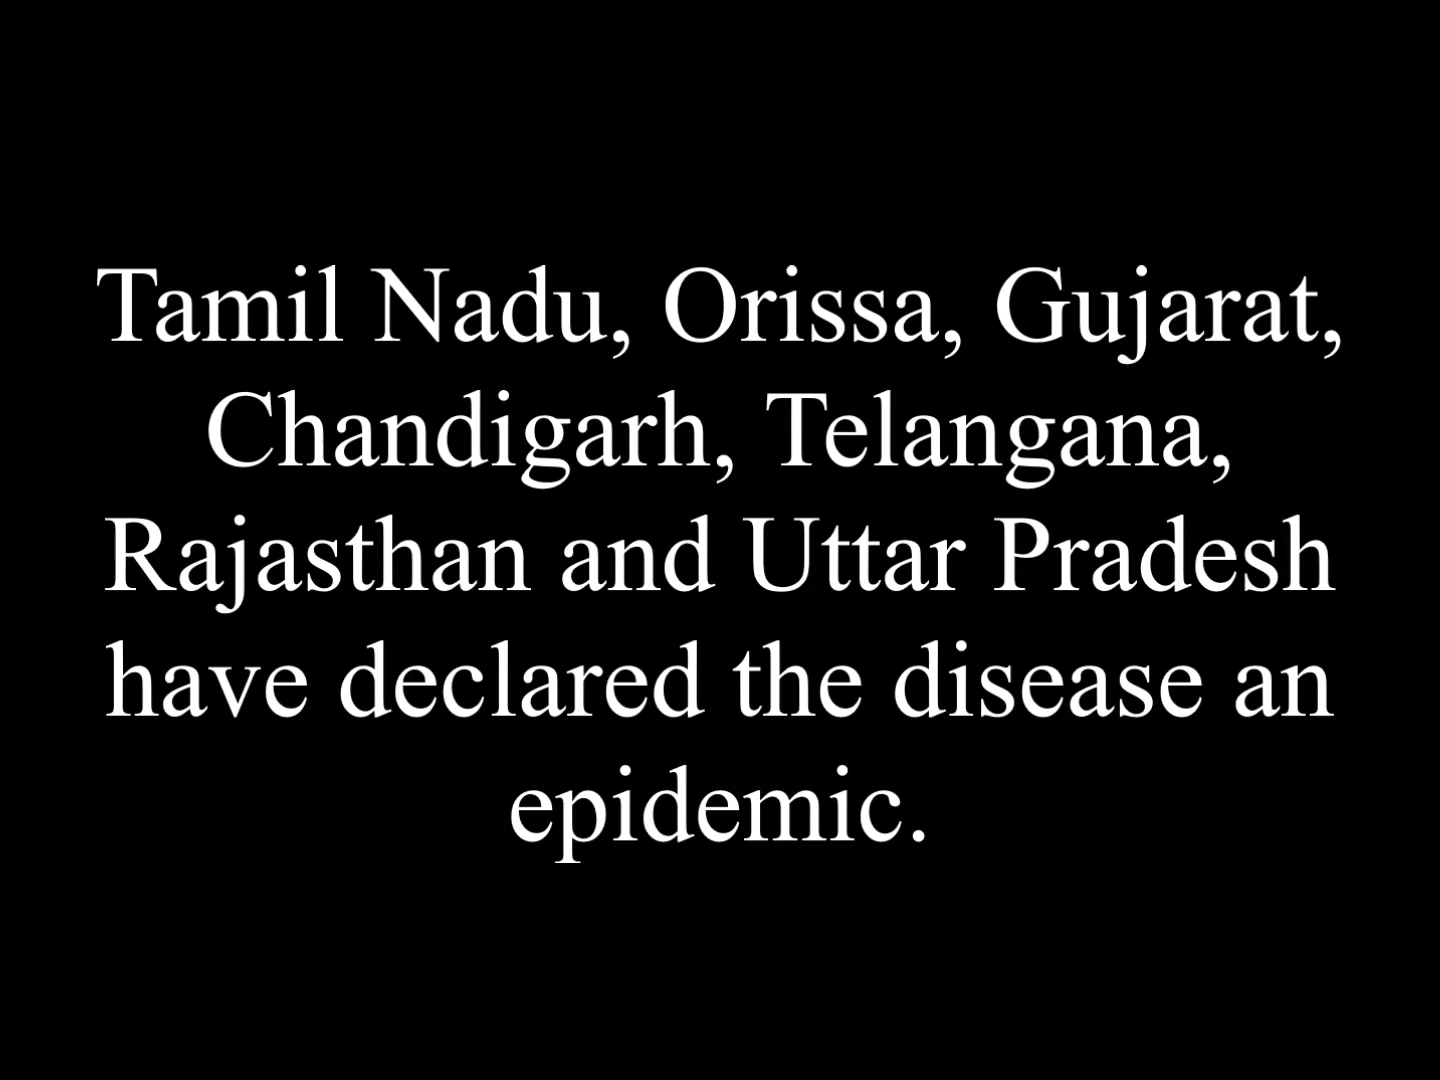 Tamil Nadu, Orissa, Gujarat,
Chandigarh, Telangana,
Rajasthan and Uttar Pradesh
have declared the disease an
epidemic.